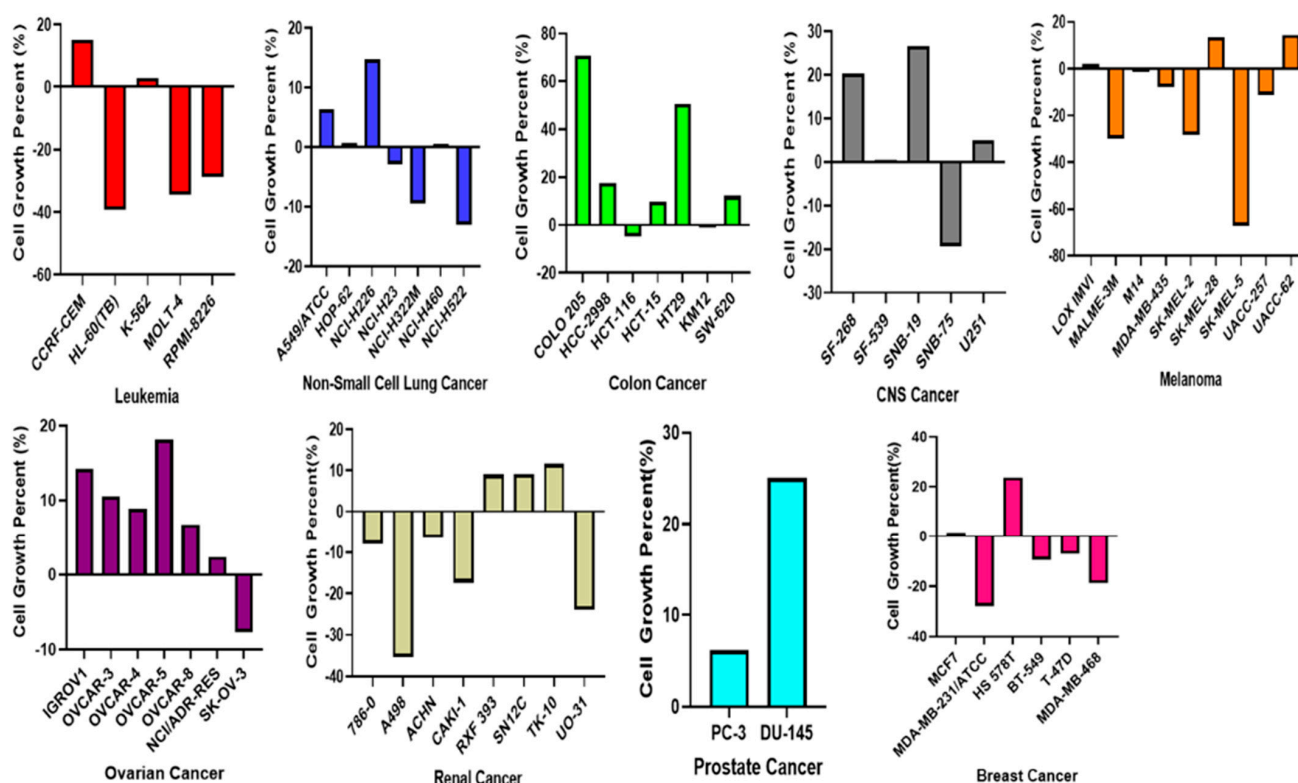 Cell Growth Percent (%)
20
0
-20
-40
-60
CCRF-CEM
HL-60(TB)
K-562
MOLT-4
RPMI-8226
Leukemia
Cell Growth Percent (%)
20
10
0
-10
-20
A549/ATCC
HOP-62
NCI-H226
NCI-H23
NCI-H322M
NCI-H460
NCI-H522
Non-Small Cell Lung Cancer
Cell Growth Percent (%)
80
60
40
20
0
-20
COLO 205
HCC-2998
HCT-116
HCT-15
HT29
KM12
SW-620
Colon Cancer
Cell Growth Percent (%)
30
20
10
0
-10
-20
-30
SF-268
SF-539
SNB-19
SNB-75
U251
CNS Cancer
Cell Growth Percent (%)
20
0
-20
-40
-60
-80
LOX IMVI
MALME-3M
M14
MDA-MB-435
SK-MEL-2
SK-MEL-28
SK-MEL-5
UACC-257
UACC-62
Melanoma
Cell Growth Percent (%)
20
10
0
-10
IGROV1
OVCAR-3
OVCAR-4
OVCAR-5
OVCAR-8
NCI/ADR-RES
SK-OV-3
Ovarian Cancer
Cell Growth Percent(%)
20
10
0
-10
-20
-30
-40
786-0
A498
ACHN
CAKI-1
RXF 393
SN12C
TK-10
UO-31
Renal Cancer
Cell Growth Percent(%)
30
20
10
0
PC-3
DU-145
Prostate Cancer
Cell Growth Percent(%)
40
20
0
-20
-40
MCF7
MDA-MB-231/ATCC
HS 578T
BT-549
T-47D
MDA-MB-468
Breast Cancer